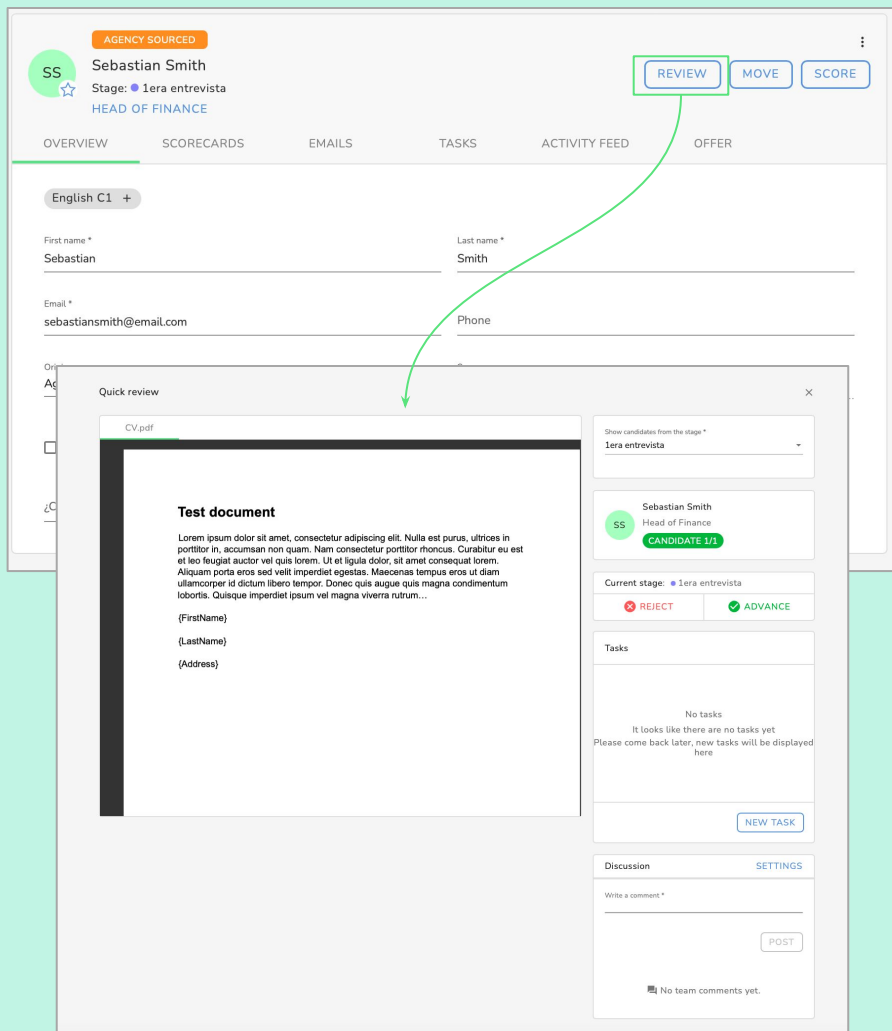 AGENCY SOURCED
SS
Sebastian Smith
Stage: 1era entrevista
HEAD OF FINANCE
REVIEW
MOVE
SCORE
OVERVIEW
SCORECARDS
EMAILS
TASKS
ACTIVITY FEED
OFFER
English C1 +
First name *
Sebastian
Last name *
Smith
Email *
sebastiansmith@email.com
Phone
Quick review
CV.pdf
Test document
Lorem ipsum dolor sit amet, consectetur adipiscing elit. Nulla est purus, ultrices in
porttitor in, accumsan non quam. Nam consectetur porttitor rhoncus. Curabitur eu est
et leo feugiat auctor vel quis lorem. Ut et ligula dolor, sit amet consequat lorem.
Aliquam porta eros sed velit imperdiet egestas. Maecenas tempus eros ut diam
ullamcorper id dictum libero tempor. Donec quis augue quis magna condimentum
lobortis. Quisque imperdiet ipsum vel magna viverra rutrum…
{FirstName}
{LastName}
{Address}
Show candidates from the stage *
1era entrevista
SS
Sebastian Smith
Head of Finance
CANDIDATE 1/1
Current stage: 1era entrevista
REJECT
ADVANCE
Tasks
No tasks
It looks like there are no tasks yet
Please come back later, new tasks will be displayed
here
NEW TASK
Discussion
SETTINGS
Write a comment *
POST
No team comments yet.